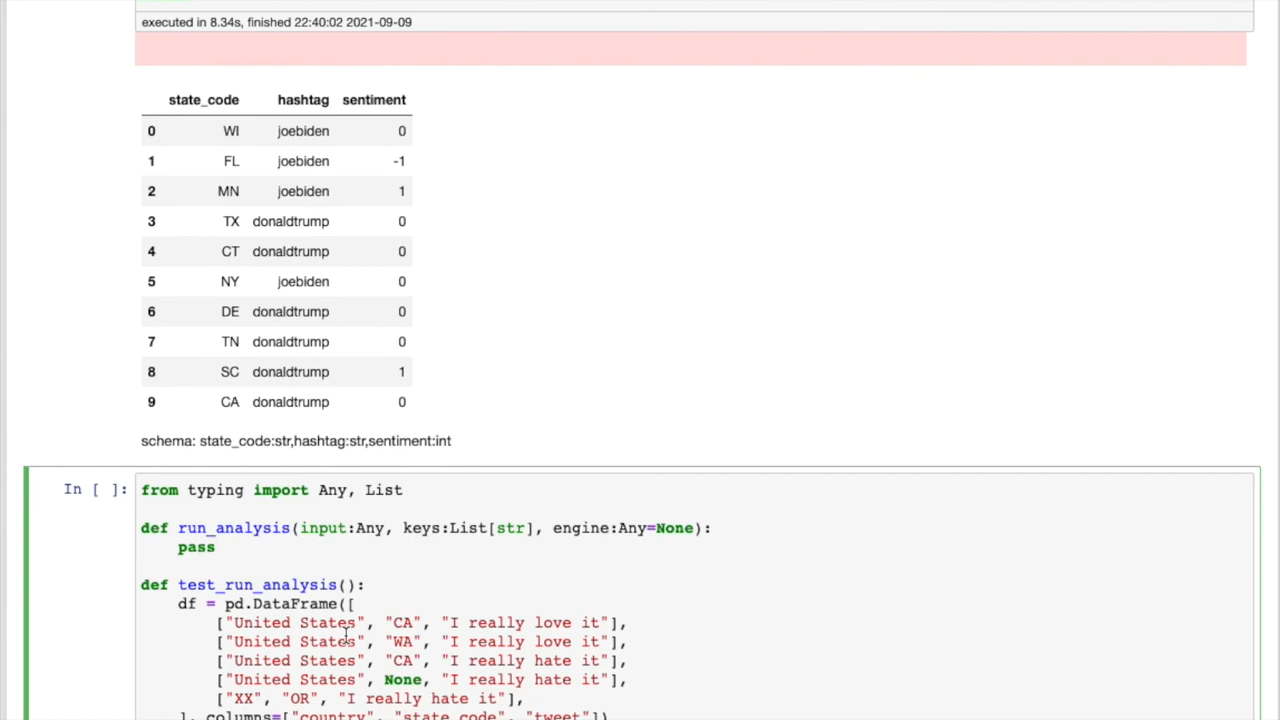 executed in 8.34s, finished 22:40:02 2021-09-09
state_code hashtag sentiment
0 WI joebiden 0
1 FL joebiden -1
2 MN joebiden 1
3 TX donaldtrump 0
4 CT donaldtrump 0
5 NY joebiden 0
6 DE donaldtrump 0
7 TN donaldtrump 0
8 SC donaldtrump 1
9 CA donaldtrump 0
schema: state_code:str,hashtag:str,sentiment:int
In [ ]: from typing import Any, List
def run_analysis(input:Any, keys:List[str], engine:Any=None):
pass
def test_run_analysis():
df = pd.DataFrame([
["United States", "CA", "I really love it"],
["United States", "WA", "I really love it"],
["United States", "CA", "I really hate it"],
["United States", None, "I really hate it"],
["XX", "OR", "I really hate it"],
], columns=["country", "state_code", "tweet"])